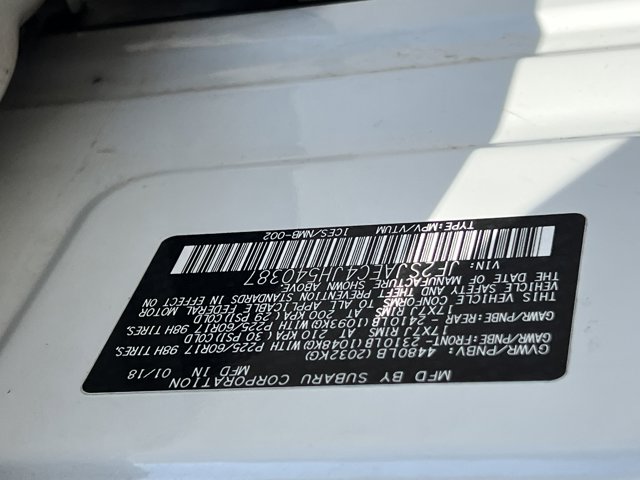 MFD BY SUBARU CORPORATION MFD IN 01/18
GVWR/PNBV: 4480LB (2032KG)
GAWR/PNBE:FRONT- 2310LB (1048KG)WITH P225/60R17 98H TIRES,
17X7J RIMS AT 210 KPA( 30 PSI)COLD
GAWR/PNBE:REAR - 2410LB (1093KG)WITH P225/60R17 98H TIRES,
17X7J RIMS AT 200 KPA( 29 PSI)COLD
THIS VEHICLE CONFORMS TO ALL APPLICABLE FEDERAL MOTOR
VEHICLE SAFETY AND THEFT PREVENTION STANDARDS IN EFFECT ON
THE DATE OF MANUFACTURE SHOWN ABOVE.
VIN: JF2SJAEC4JH540387
TYPE:MPV/VTUM 1CES/NMB-002